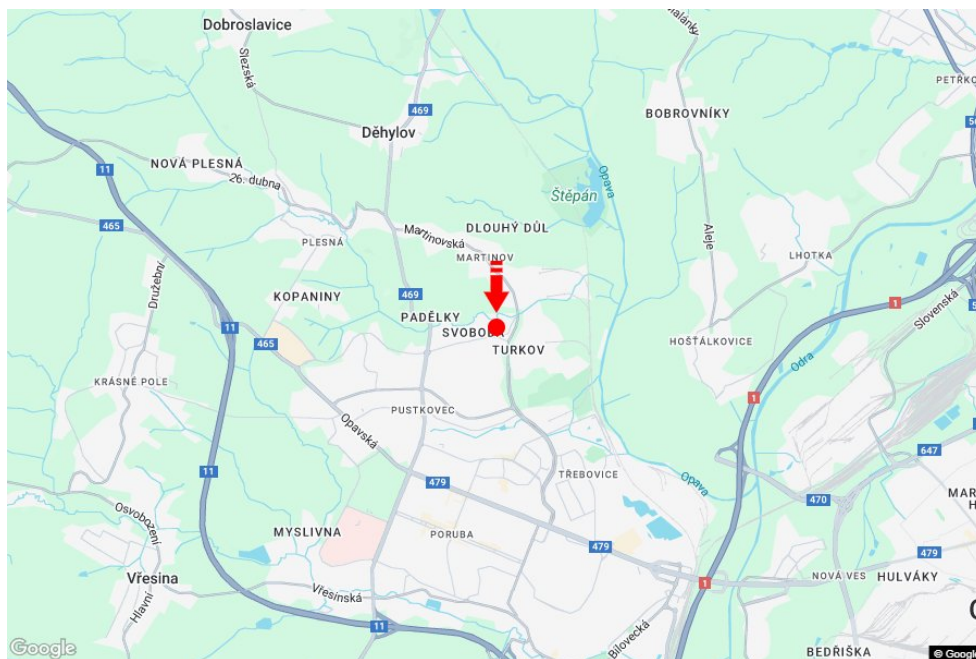 Dobroslavice
Slezská
469
Děhylov
BOBROVNÍKY
PETŘKO
11
NOVÁ PLESNÁ
26. dubna
Štěpán
Opava
465
DLOUHÝ DŮL
Martinovská
MARTINOV
PLESNÁ
Aleje
LHOTKA
Družební
KOPANINY
469
PADĚLKY
SVOBODA
TURKOV
1
Slovenská
11
465
HOŠŤÁLKOVICE
Odra
KRÁSNÉ POLE
1
PUSTKOVEC
Opavská
11
479
TŘEBOVICE
Opava
647
470
Osvobození
MYSLIVNA
PORUBA
479
479
Vřesina
Vřesinská
1
NOVÁ VES
HULVÁKY
Hlavní
11
Bílovecká
BEDŘIŠKA
Google
© Google